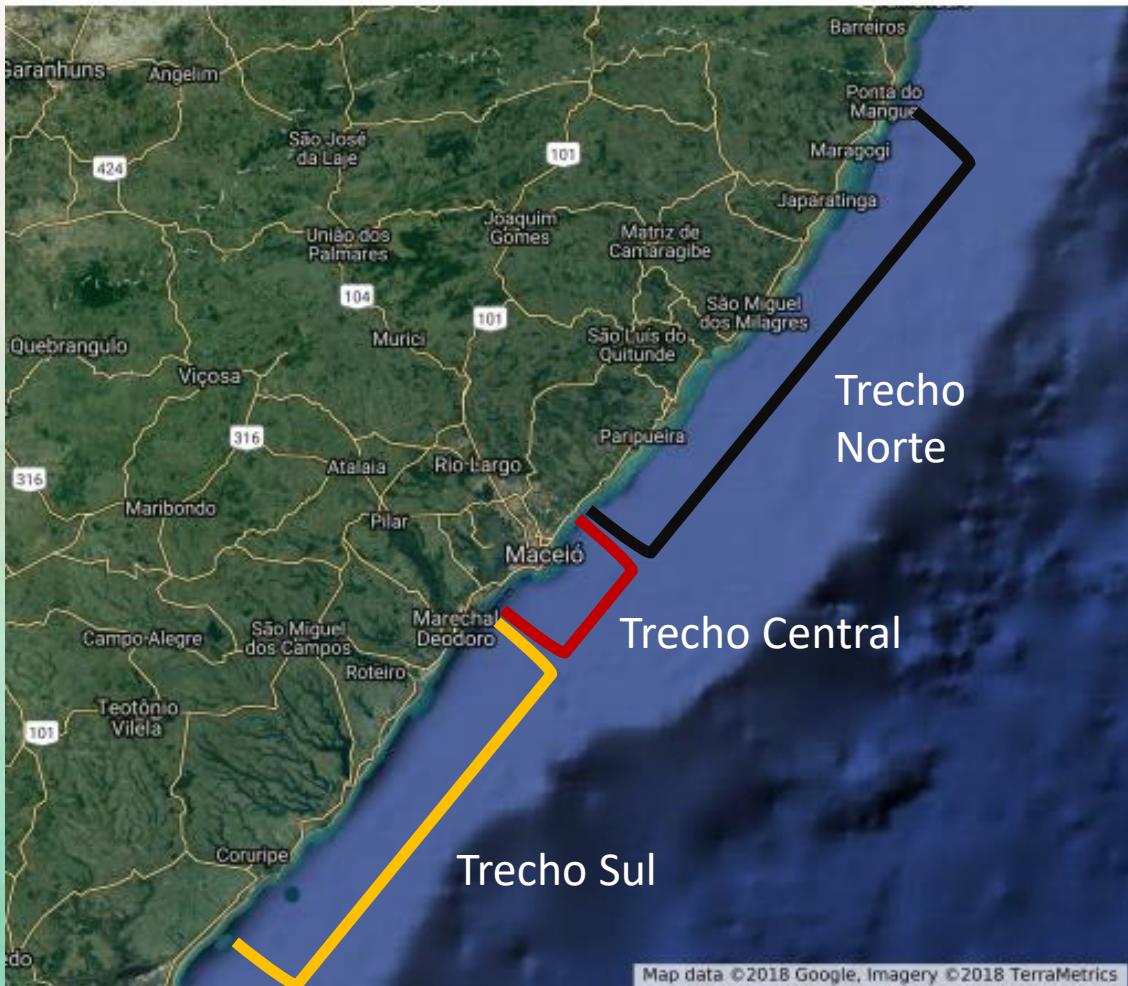 Barreiros
Garanhuns
Angelim
Ponta do
Mangue
São José
da Laje
101
Maragogi
424
Japaratinga
Joaquim
Gomes
Matriz de
Camaragibe
União dos
Palmares
104
São Miguel
dos Milagres
101
Murici
São Luís do
Quitunde
Quebrangulo
Viçosa
Trecho
Norte
316
Paripueira
Atalaia
Rio Largo
316
Maribondo
Pilar
Maceió
Marechal
Deodoro
Trecho Central
Campo Alegre
São Miguel
dos Campos
Roteiro
Teotônio
Vilela
101
Coruripe
Trecho Sul
edo
Map data ©2018 Google, Imagery ©2018 TerraMetrics